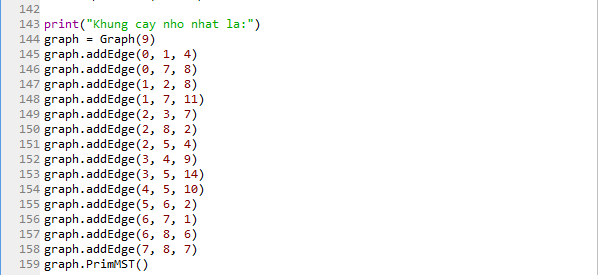 142
143 print("Khung cay nho nhat la:")
144 graph = Graph(9)
145 graph.addEdge(0, 1, 4)
146 graph.addEdge(0, 7, 8)
147 graph.addEdge(1, 2, 8)
148 graph.addEdge(1, 7, 11)
149 graph.addEdge(2, 3, 7)
150 graph.addEdge(2, 8, 2)
151 graph.addEdge(2, 5, 4)
152 graph.addEdge(3, 4, 9)
153 graph.addEdge(3, 5, 14)
154 graph.addEdge(4, 5, 10)
155 graph.addEdge(5, 6, 2)
156 graph.addEdge(6, 7, 1)
157 graph.addEdge(6, 8, 6)
158 graph.addEdge(7, 8, 7)
159 graph.PrimMST()